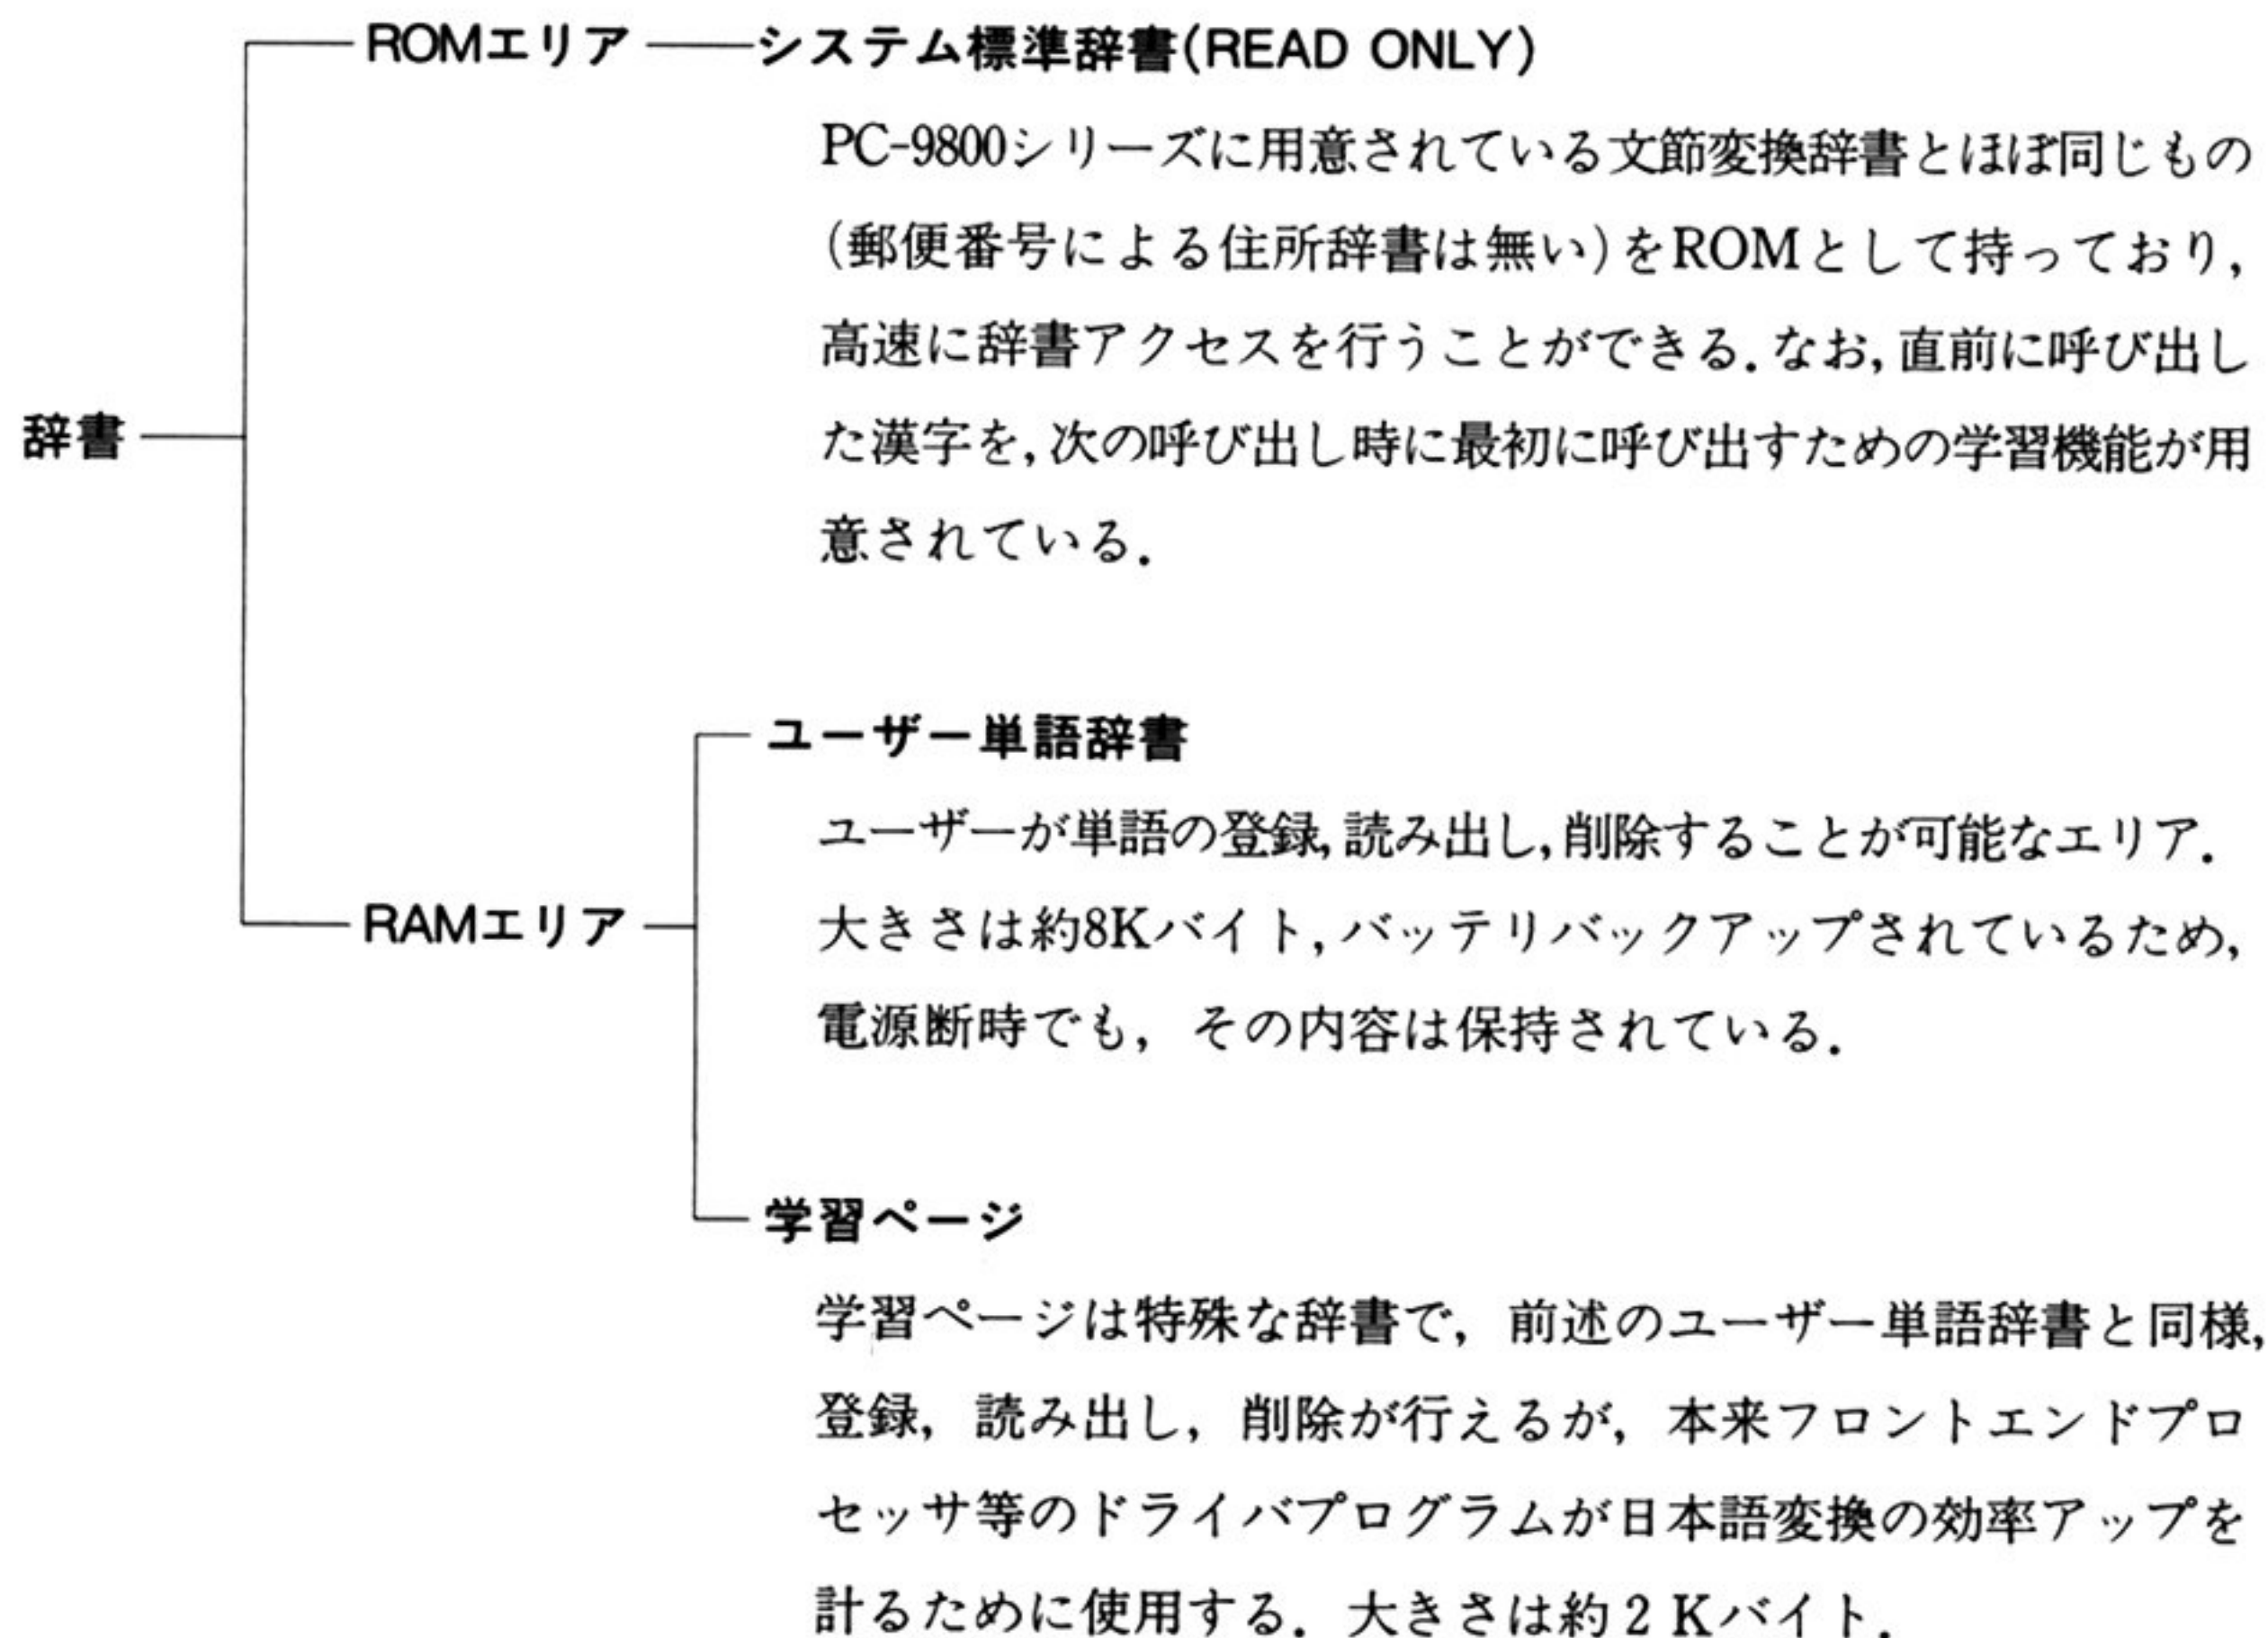 ROMエリア システム標準辞書(READ ONLY)
PC-9800シリーズに用意されている文節変換辞書とほぼ同じもの
(郵便番号による住所辞書は無い)をROMとして持っており,
高速に辞書アクセスを行うことができる.なお,直前に呼び出し
た漢字を,次の呼び出し時に最初に呼び出すための学習機能が用
意されている.
辞書
ユーザー単語辞書
ユーザーが単語の登録,読み出し,削除することが可能なエリア.
RAMエリア
大きさは約8Kバイト,バッテリバックアップされているため,
電源断時でも,その内容は保持されている.
学習ページ
学習ページは特殊な辞書で,前述のユーザー単語辞書と同様,
登録,読み出し,削除が行えるが,本来フロントエンドプロ
セッサ等のドライバプログラムが日本語変換の効率アップを
計るために使用する.大きさは約2Kバイト.